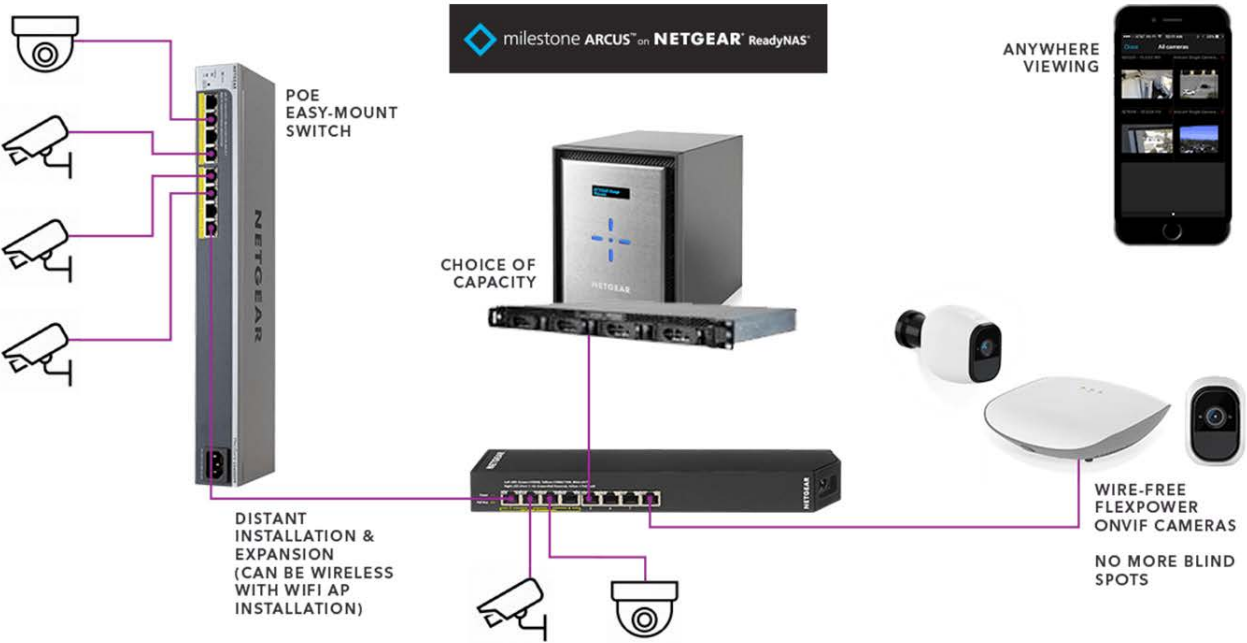 milestone ARCUS™ on NETGEAR® ReadyNAS®
ANYWHERE
VIEWING
Done All cameras
POE
EASY-MOUNT
SWITCH
NETGEAR
CHOICE OF
CAPACITY
NETGEAR
NETGEAR
NETGEAR
DISTANT
INSTALLATION &
EXPANSION
(CAN BE WIRELESS
WITH WIFI AP
INSTALLATION)
WIRE-FREE
FLEXPOWER
ONVIF CAMERAS
NO MORE BLIND
SPOTS